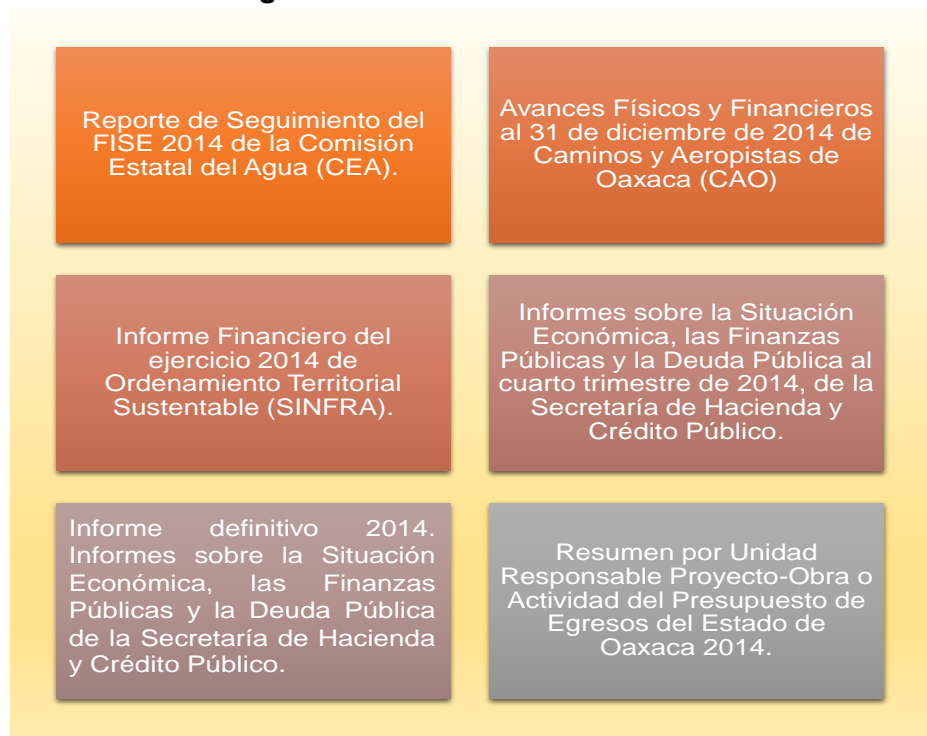 Reporte de Seguimiento del
FISE 2014 de la Comisión
Estatal del Agua (CEA).
Avances Físicos y Financieros
al 31 de diciembre de 2014 de
Caminos y Aeropistas de
Oaxaca (CAO)
Informe Financiero del
ejercicio 2014 de
Ordenamiento Territorial
Sustentable (SINFRA).
Informes sobre la Situación
Económica, las Finanzas
Públicas y la Deuda Pública al
cuarto trimestre de 2014, de la
Secretaría de Hacienda y
Crédito Público.
Informe definitivo 2014.
Informes sobre la Situación
Económica, las Finanzas
Públicas y la Deuda Pública
de la Secretaría de Hacienda
y Crédito Público.
Resumen por Unidad
Responsable Proyecto-Obra o
Actividad del Presupuesto de
Egresos del Estado de
Oaxaca 2014.